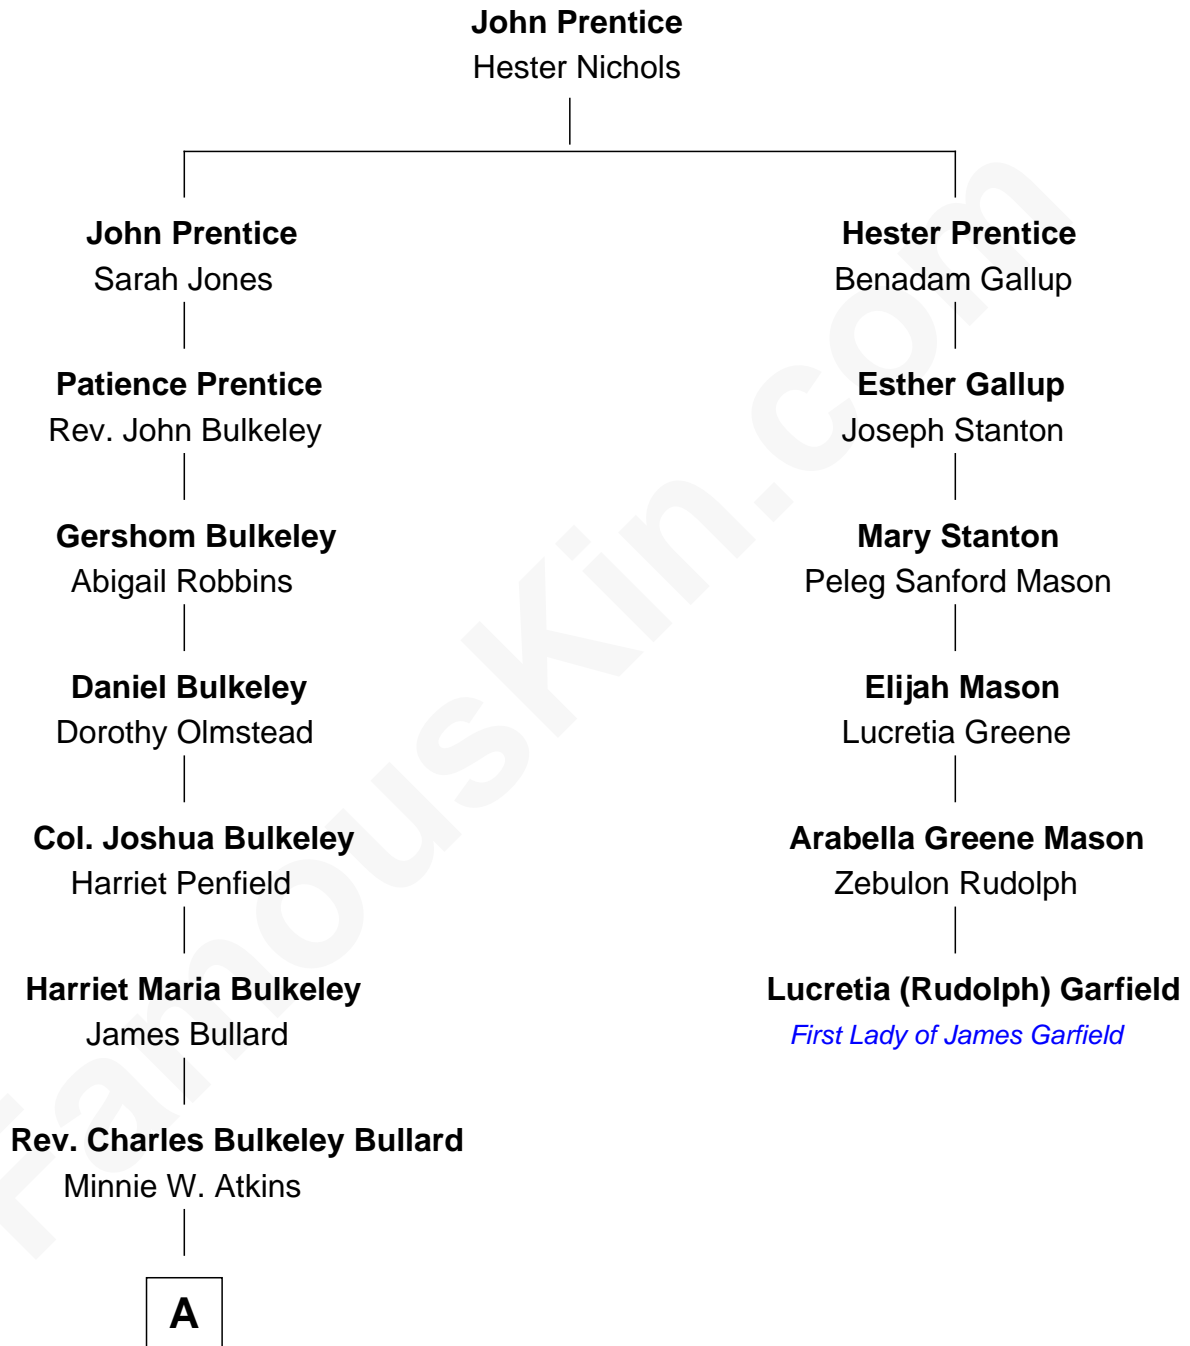 John Prentice
Hester Nichols
John Prentice
Sarah Jones
Hester Prentice
Benadam Gallup
Patience Prentice
Rev. John Bulkeley
Esther Gallup
Joseph Stanton
Gershom Bulkeley
Abigail Robbins
Mary Stanton
Peleg Sanford Mason
Daniel Bulkeley
Dorothy Olmstead
Elijah Mason
Lucretia Greene
Col. Joshua Bulkeley
Harriet Penfield
Arabella Greene Mason
Zebulon Rudolph
Harriet Maria Bulkeley
James Bullard
Lucretia (Rudolph) Garfield
First Lady of James Garfield
Rev. Charles Bulkeley Bullard
Minnie W. Atkins
A
FamousKin.com